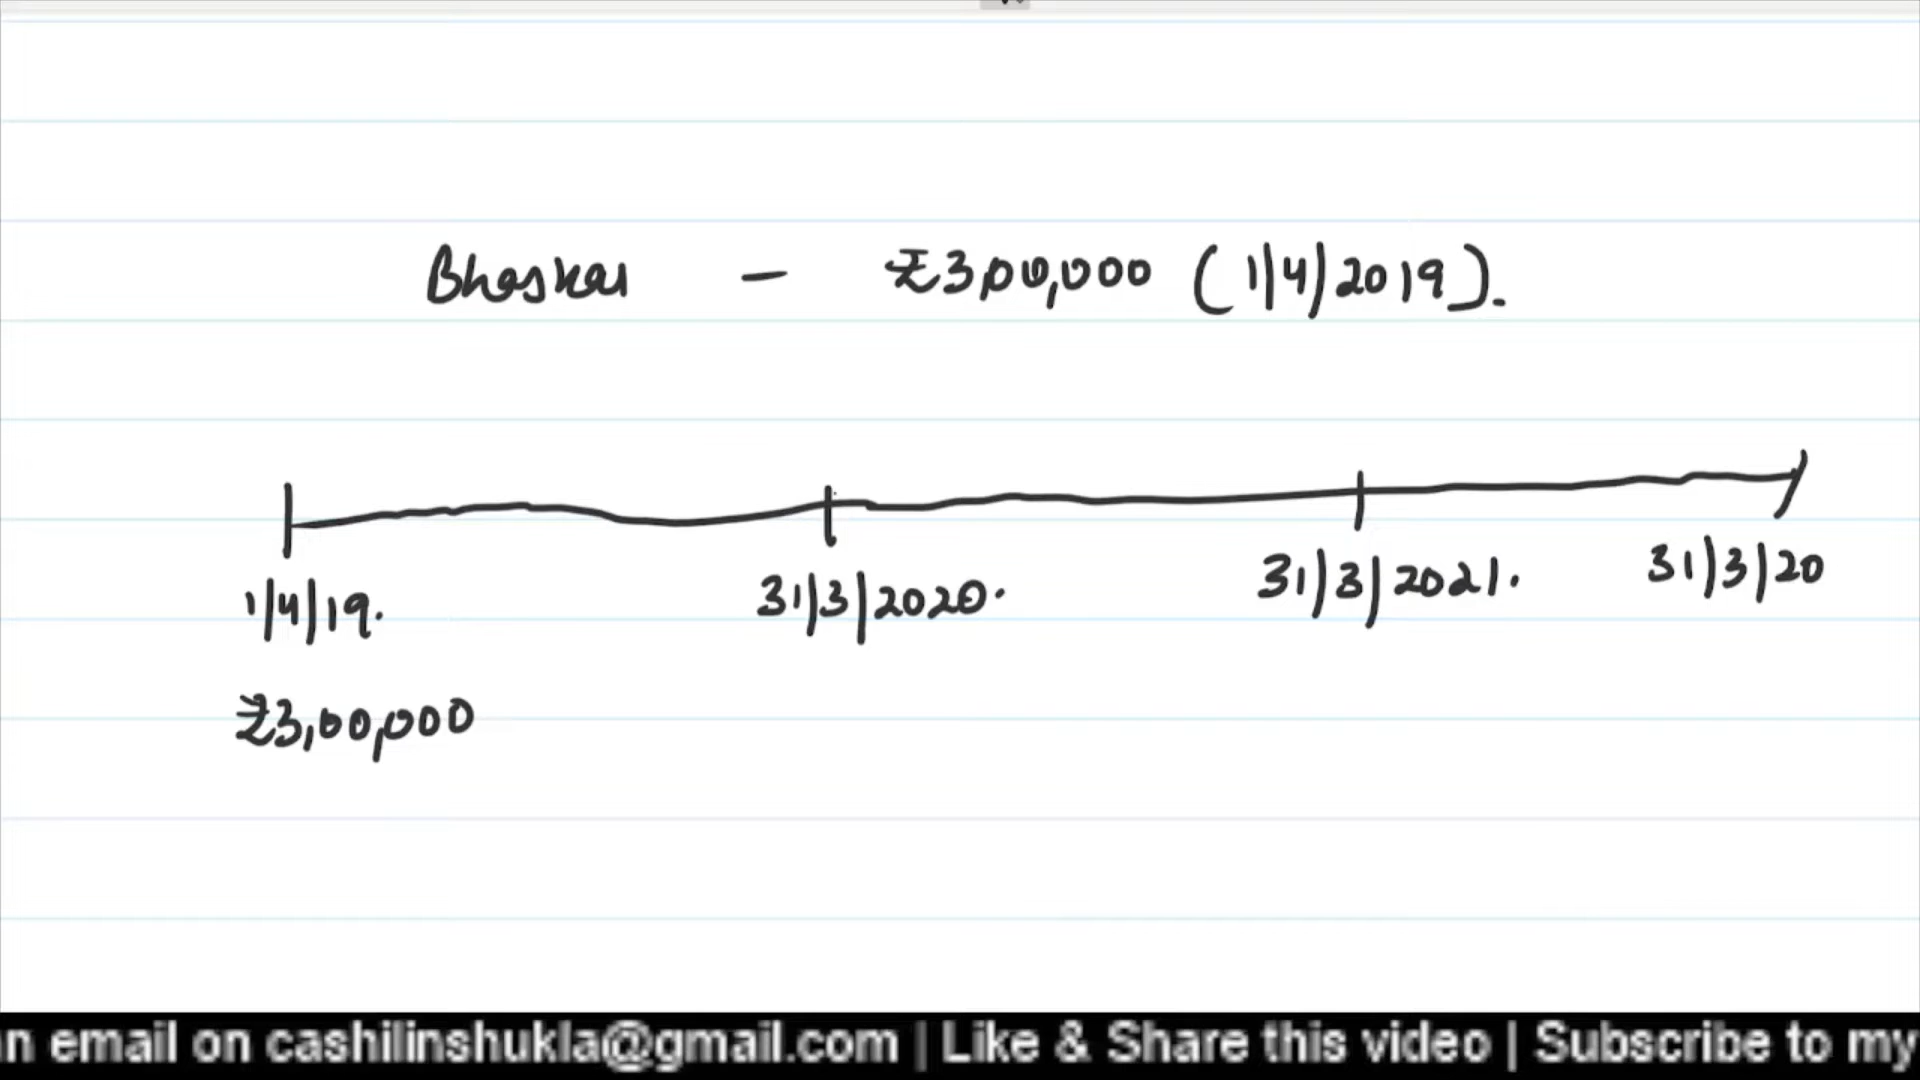 Bhaskar - ₹3,00,000 (1/4/2019).
1/4/19. 31/3/2020. 31/3/2021. 31/3/20
₹3,00,000
n email on cashilinshukla@gmail.com | Like & Share this video | Subscribe to my